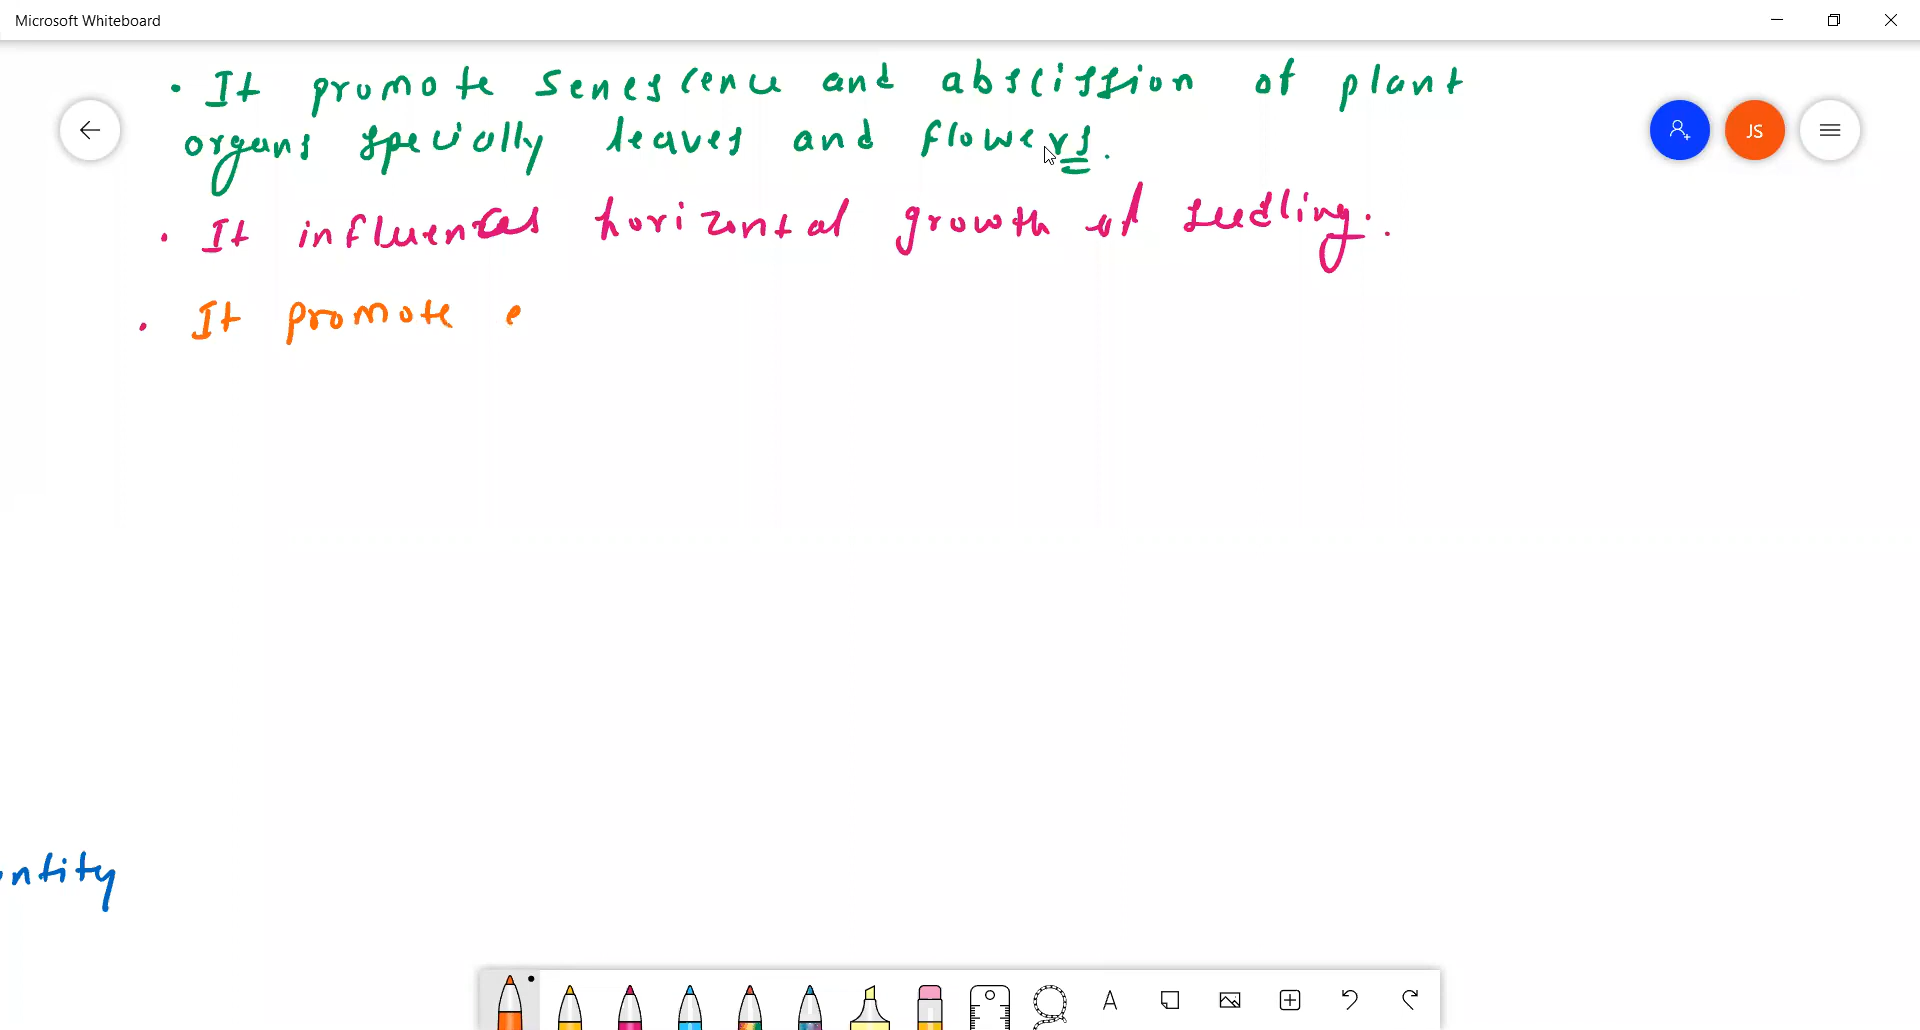 Microsoft Whiteboard
• It promote senescence and abscission of plant
organs specially leaves and flowers.
JS
• It influences horizontal growth of seedling.
• It promote e
ntity
A